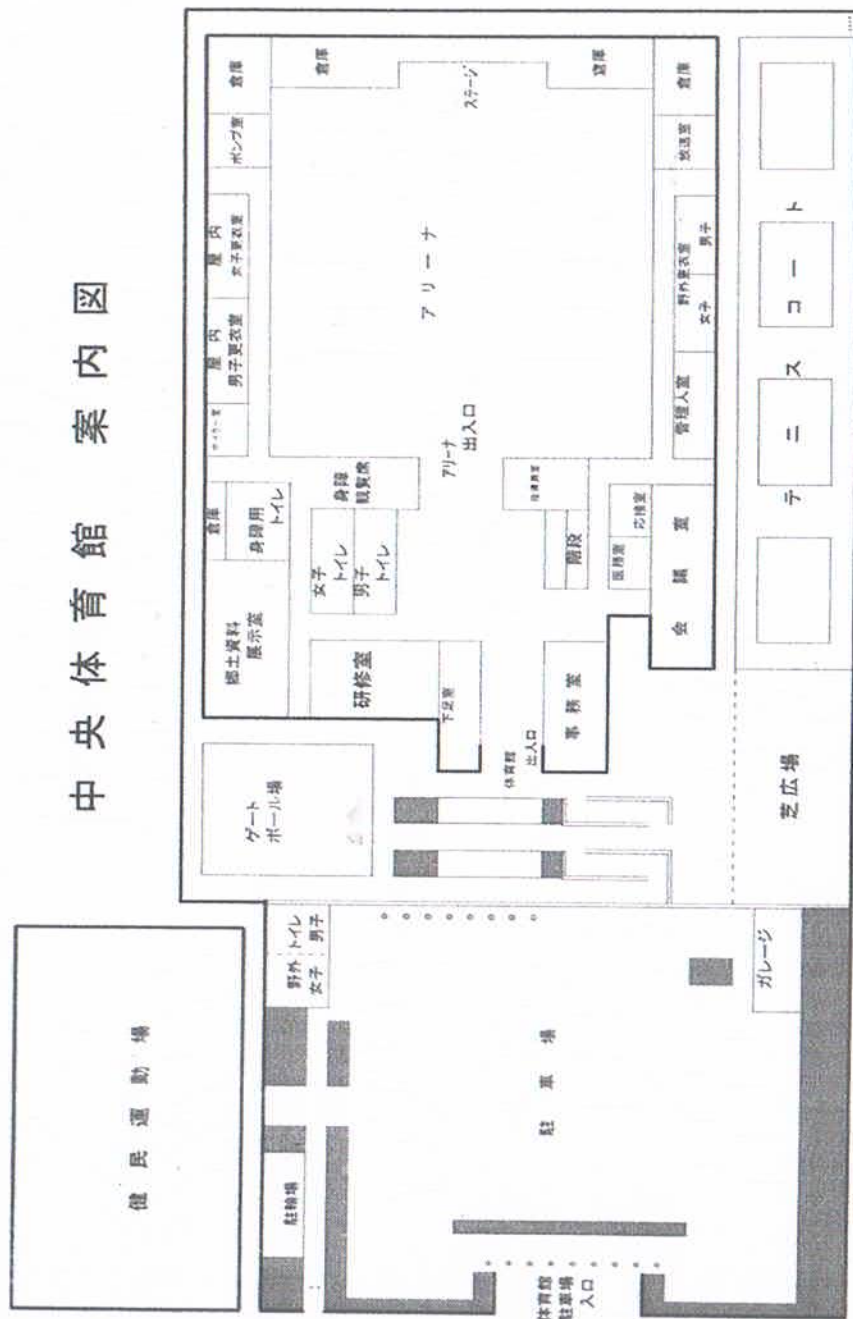 中央体育館 案内図
健民運動場
駐輪場
野外トイレ
女子 男子
ゲート
ボール場
郷土資料
展示室
倉庫
身障用
トイレ
屋内
男子更衣室
屋内
女子更衣室
ポンプ室
倉庫
倉庫
研修室
女子
トイレ
男子
トイレ
身障
観覧席
下足室
アリーナ
アリーナ
出入口
ステージ
体育館
出入口
事務室
階段
倉庫
医務室
応接室
会議室
管理人室
野外更衣室
女子 男子
放送室
倉庫
体育館
駐車場
入口
駐車場
ガレージ
芝広場
テニスコート